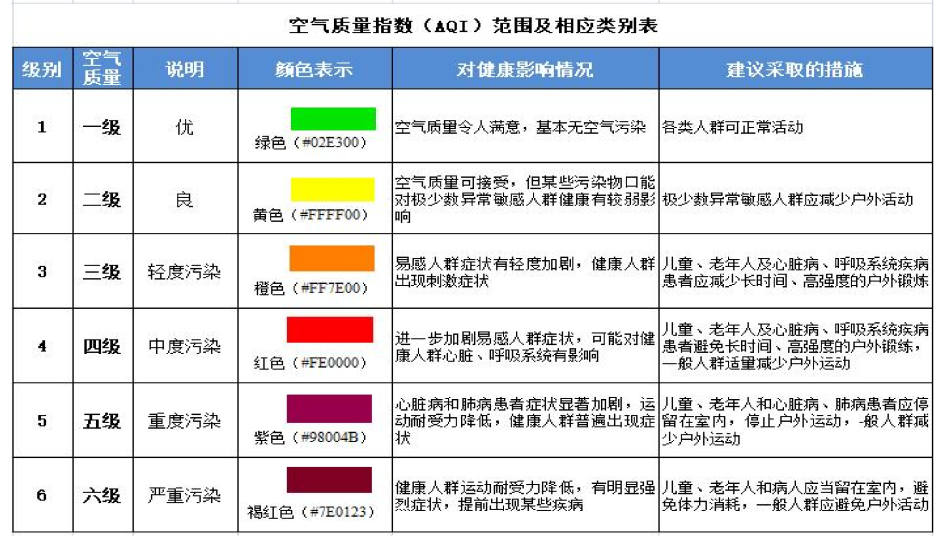 空气质量指数（AQI）范围及相应类别表
级别 空气质量 说明 颜色表示 对健康影响情况 建议采取的措施
1 一级 优 绿色（#02E300） 空气质量令人满意，基本无空气污染 各类人群可正常活动
2 二级 良 黄色（#FFFF00） 空气质量可接受，但某些污染物口能
对极少数异常敏感人群健康有较弱影
响 极少数异常敏感人群应减少户外活动
3 三级 轻度污染 橙色（#FF7E00） 易感人群症状有轻度加剧，健康人群
出现刺激症状 儿童、老年人及心脏病、呼吸系统疾病
患者应减少长时间、高强度的户外锻炼
4 四级 中度污染 红色（#FE0000） 进一步加剧易感人群症状，可能对健
康人群心脏、呼吸系统有影响 儿童、老年人及心脏病、呼吸系统疾病
患者避免长时间、高强度的户外锻炼，
一般人群适量减少户外运动
5 五级 重度污染 紫色（#98004B） 心脏病和肺病患者症状显著加剧，运
动耐受力降低，健康人群普遍出现症
状 儿童、老年人和心脏病、肺病患者应停
留在室内，停止户外运动，-般人群减
少户外运动
6 六级 严重污染 褐红色（#7E0123） 健康人群运动耐受力降低，有明显强
烈症状，提前出现某些疾病 儿童、老年人和病人应当留在室内，避
免体力消耗，一般人群应避免户外活动